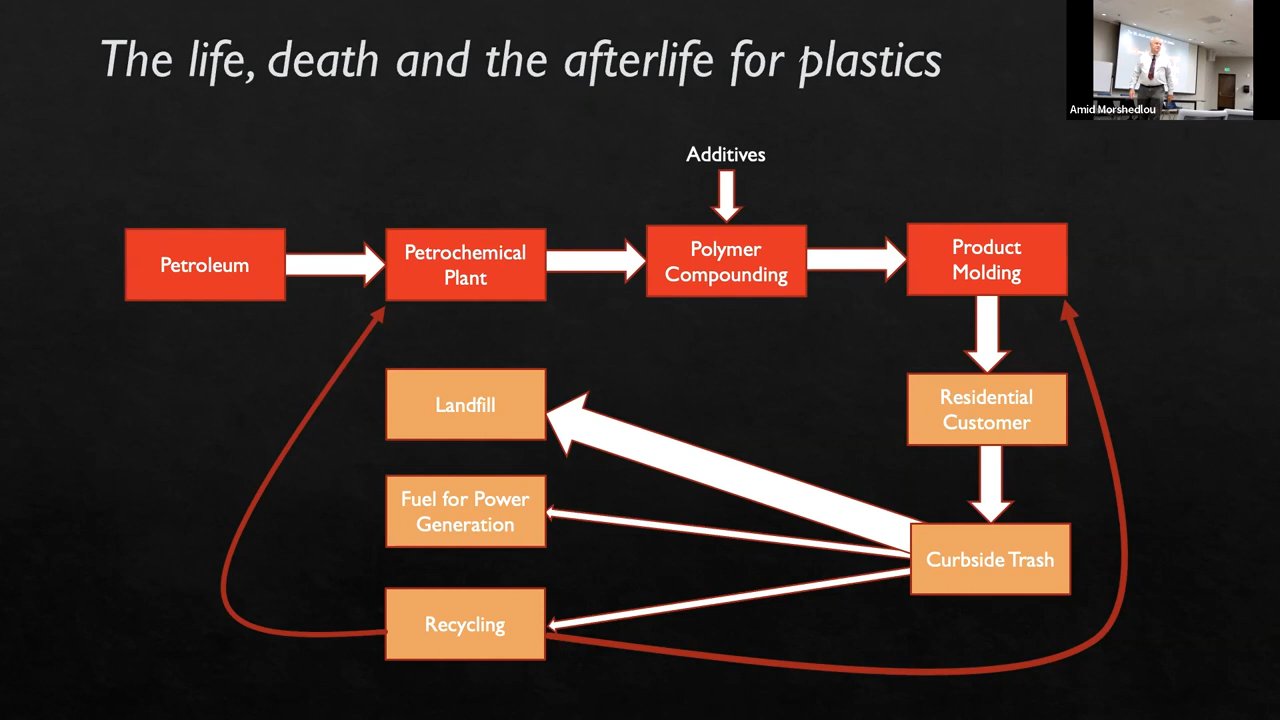 The life, death and the afterlife for plastics
Amid Morshedlou
Additives
Petroleum
Petrochemical
Plant
Polymer
Compounding
Product
Molding
Landfill
Residential
Customer
Fuel for Power
Generation
Curbside Trash
Recycling